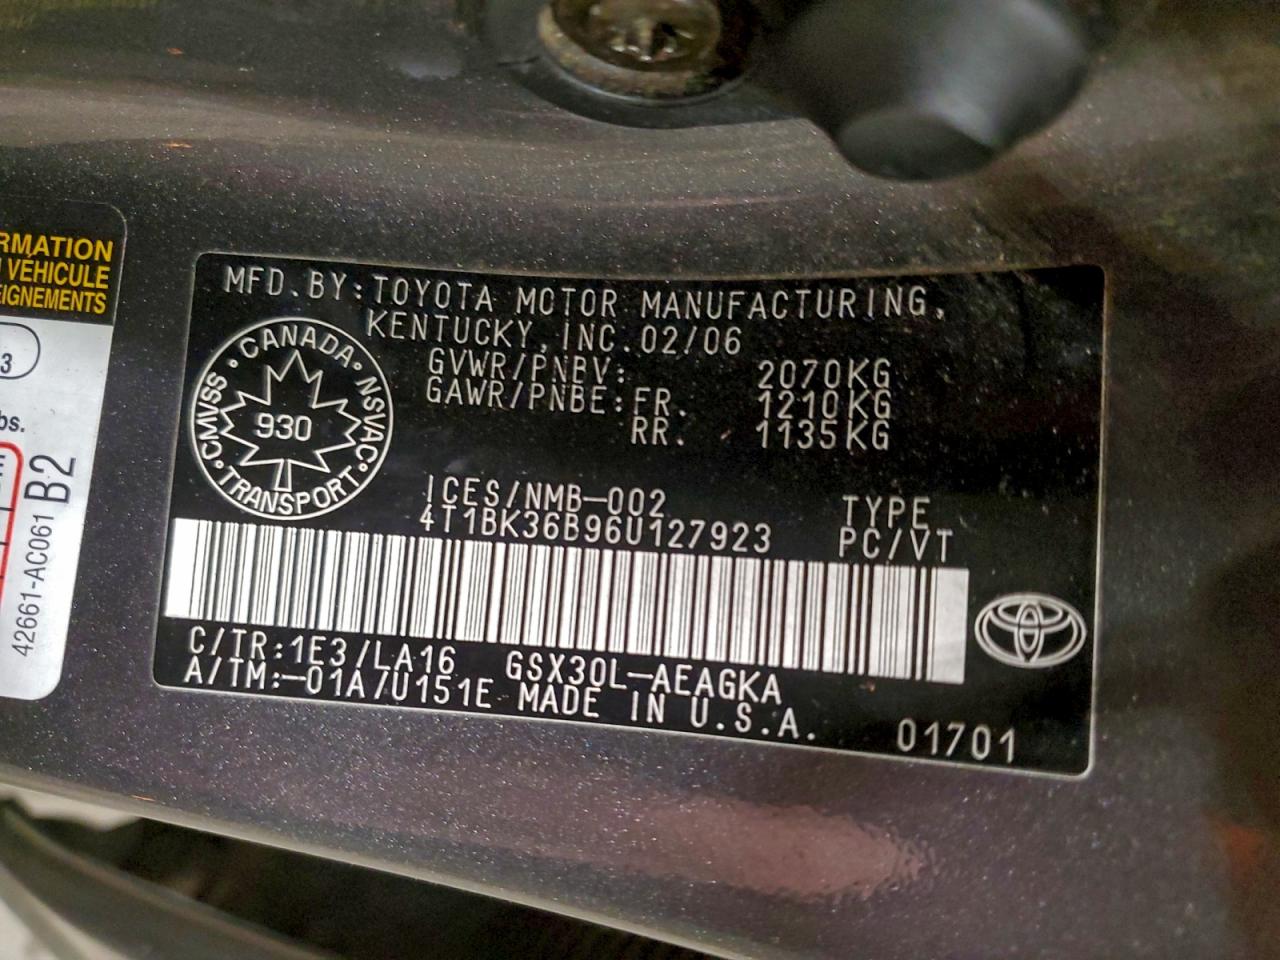 RMATION
VÉHICULE
EIGNEMENTS
3
bs.
42661-AC061 B2
MFD. BY: TOYOTA MOTOR MANUFACTURING,
KENTUCKY, INC. 02/06
GVWR/PNBV: 2070KG
GAWR/PNBE: FR. 1210KG
RR. 1135KG
CANADA NSVAC TRANSPORT CMVSS
930
ICES/NMB-002 TYPE
4T1BK36B96U127923 PC/VT
C/TR: 1E3/LA16 GSX30L-AEAGKA
A/TM: -01A/U151E MADE IN U.S.A.
01701